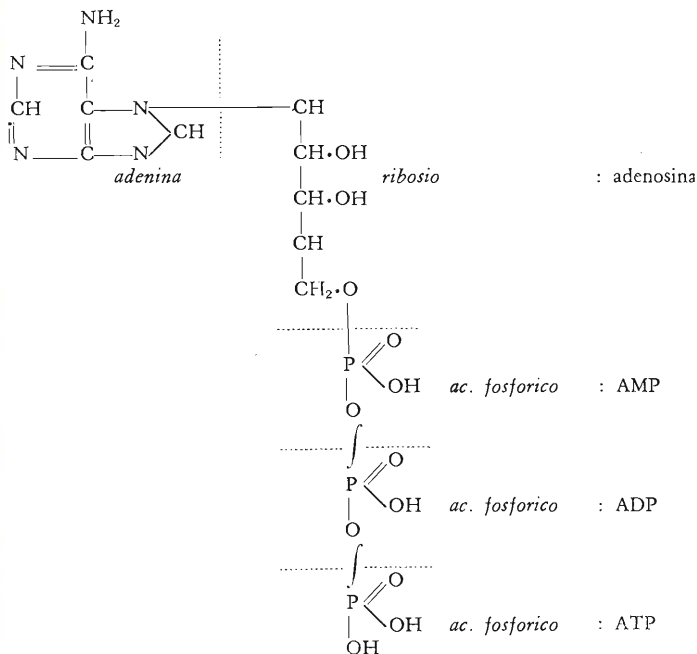 NH₂
N C
CH C N CH
CH
N C N CH•OH
adenina ribosio : adenosina
CH•OH
CH
CH₂•O
O
P
OH ac. fosforico : AMP
O
O
P
OH ac. fosforico : ADP
O
O
P
OH ac. fosforico : ATP
OH